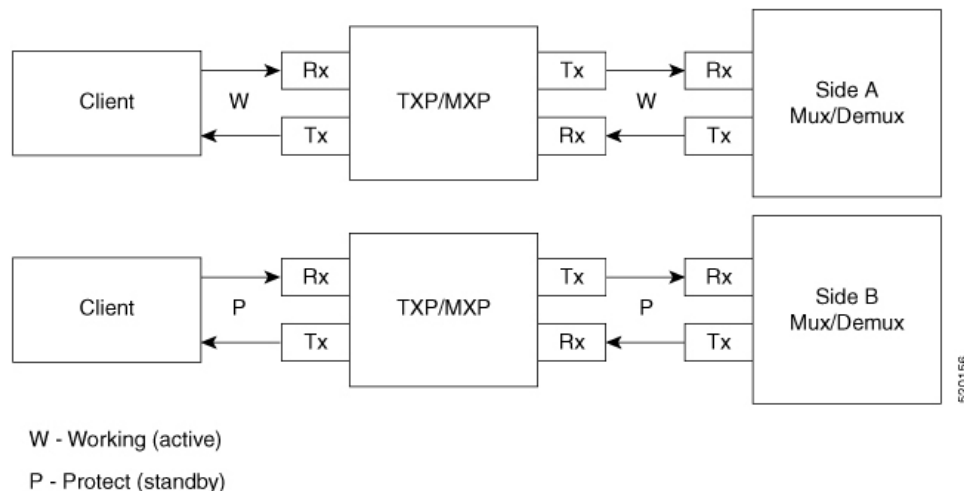 Client
W
Rx
Tx
TXP/MXP
Tx
Rx
W
Rx
Tx
Side A
Mux/Demux
Client
P
Rx
Tx
TXP/MXP
Tx
Rx
P
Rx
Tx
Side B
Mux/Demux
530156
W - Working (active)
P - Protect (standby)